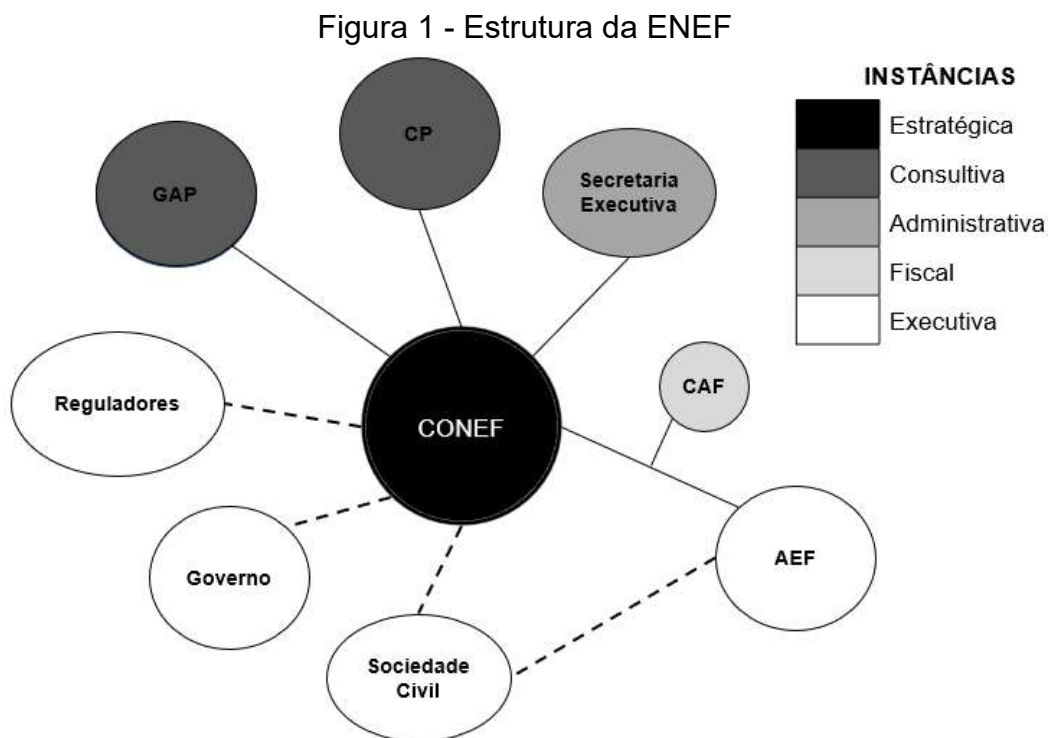 Figura 1 - Estrutura da ENEF
INSTÂNCIAS
Estratégica
Consultiva
Administrativa
Fiscal
Executiva
CP
GAP
Secretaria
Executiva
CAF
Reguladores
CONEF
AEF
Governo
Sociedade
Civil